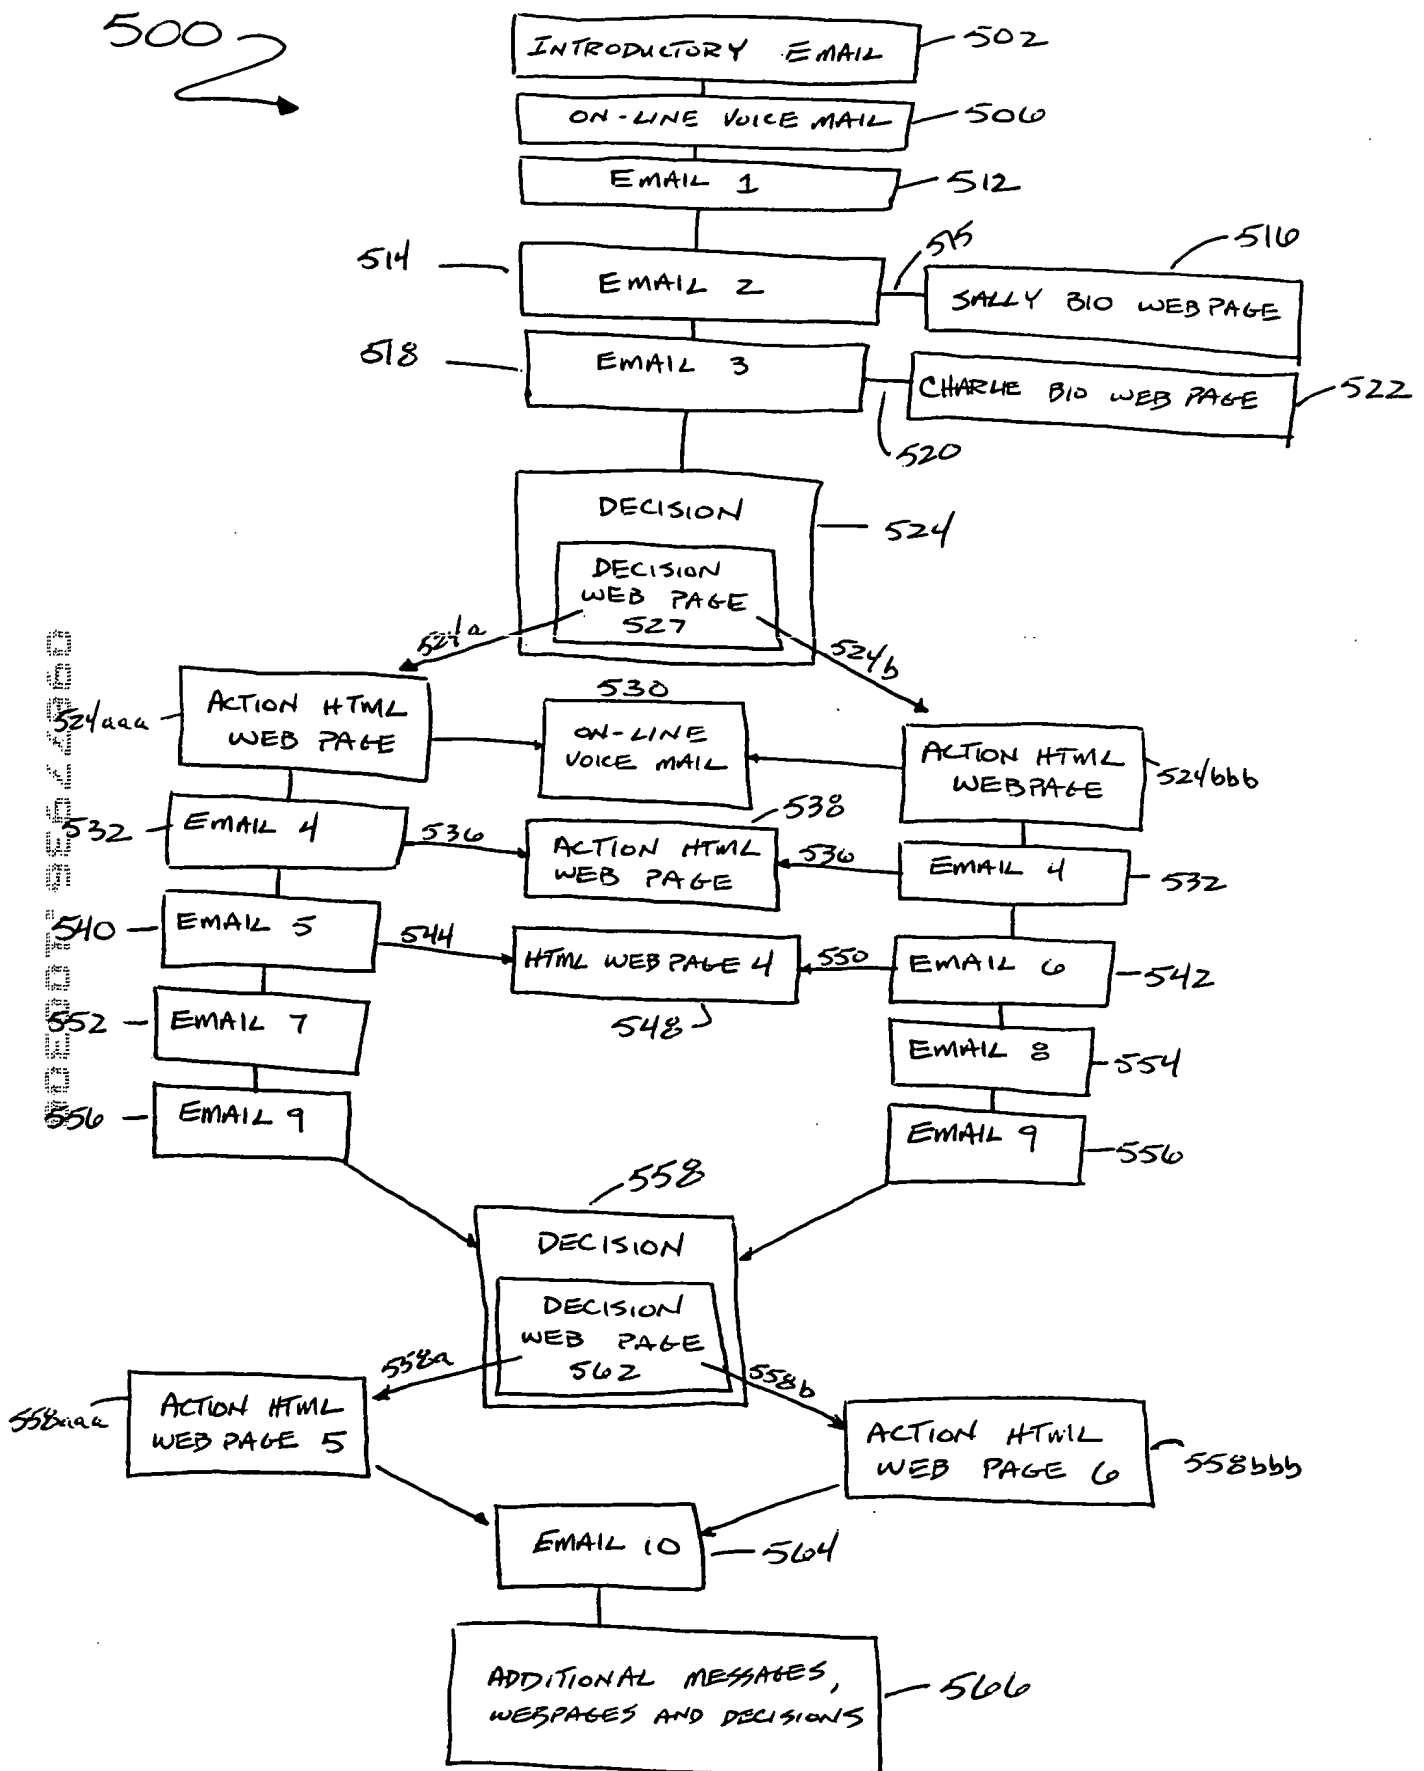 500
INTRODUCTORY EMAIL
502
ON-LINE VOICE MAIL
506
EMAIL 1
512
514
EMAIL 2
515
516
SALLY BIO WEBPAGE
518
EMAIL 3
520
CHARLIE BIO WEB PAGE
522
DECISION
524
DECISION
WEB PAGE
527
524a
524b
524aaa
ACTION HTML
WEB PAGE
530
ON-LINE
VOICE MAIL
ACTION HTML
WEBPAGE
524bbb
532
EMAIL 4
536
538
ACTION HTML
WEB PAGE
536
EMAIL 4
532
540
EMAIL 5
544
HTML WEBPAGE 4
548
550
EMAIL 6
542
552
EMAIL 7
EMAIL 8
554
556
EMAIL 9
EMAIL 9
556
558
DECISION
DECISION
WEB PAGE
562
558a
558b
558aaa
ACTION HTML
WEB PAGE 5
ACTION HTML
WEB PAGE 6
558bbb
EMAIL 10
564
ADDITIONAL MESSAGES,
WEBPAGES AND DECISIONS
566